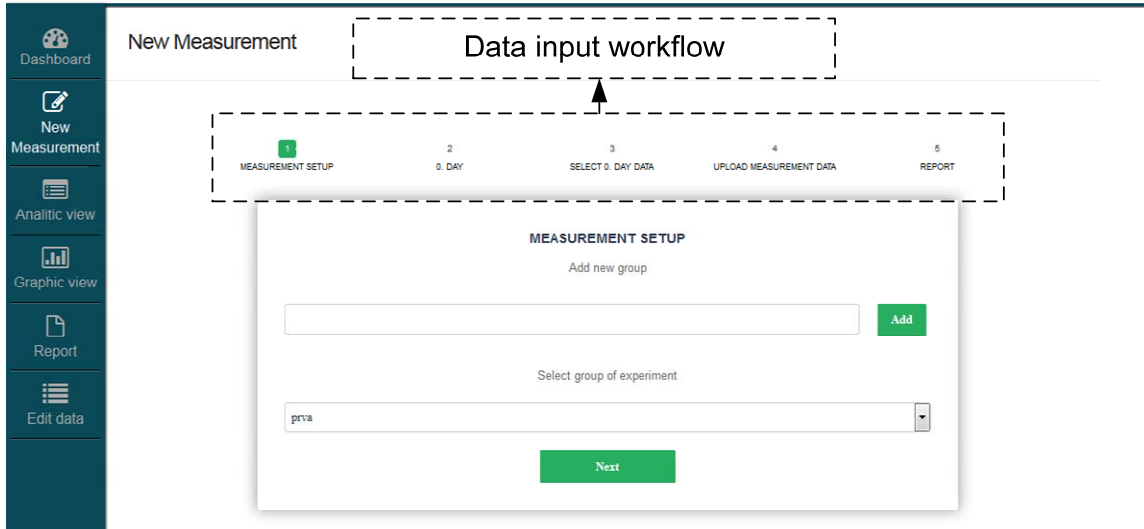 Dashboard
New
Measurement
Analitic view
Graphic view
Report
Edit data
New Measurement
Data input workflow
1
2
3
4
5
MEASUREMENT SETUP
0. DAY
SELECT 0. DAY DATA
UPLOAD MEASUREMENT DATA
REPORT
MEASUREMENT SETUP
Add new group
Add
Select group of experiment
prva
Next